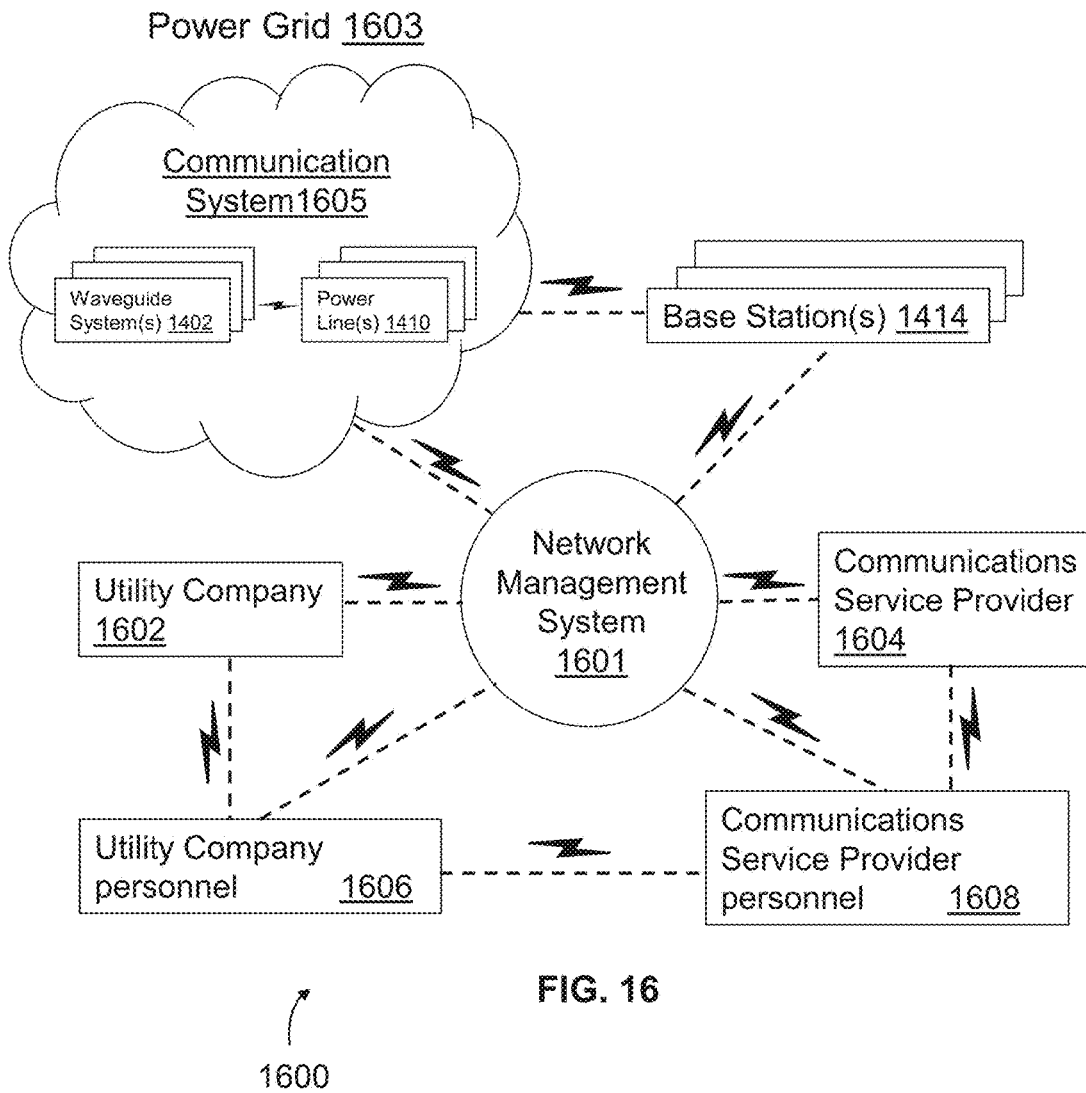 Power Grid 1603
Communication
System1605
Waveguide
System(s) 1402
Power
Line(s) 1410
Base Station(s) 1414
Network
Management
System
1601
Utility Company
1602
Communications
Service Provider
1604
Utility Company
personnel 1606
Communications
Service Provider
personnel 1608
FIG. 16
1600